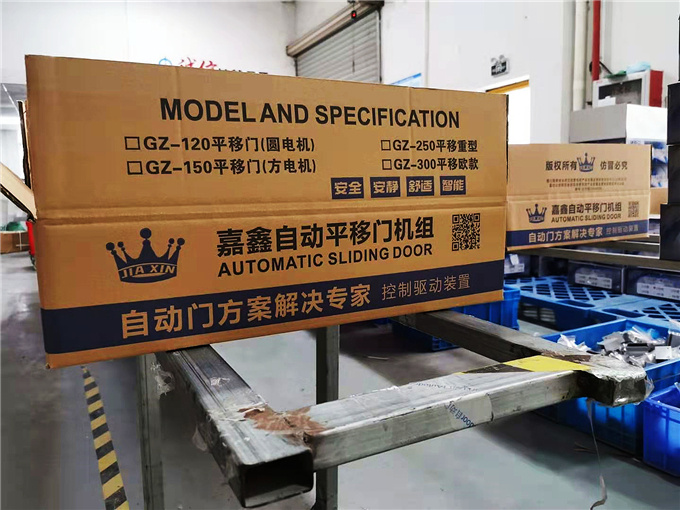 诚信
MODEL AND SPECIFICATION
□GZ-120平移门(圆电机)
□GZ-250平移重型
□GZ-150平移门(方电机)
□GZ-300平移欧款
安全 安静 舒适 智能
JIA XIN
嘉鑫自动平移门机组
AUTOMATIC SLIDING DOOR
自动门方案解决专家 控制驱动装置
版权所有 仿冒必究
嘉鑫自动平移门机组
AUTOMATIC SLIDING DOOR
自动门方案解决专家 控制驱动装置